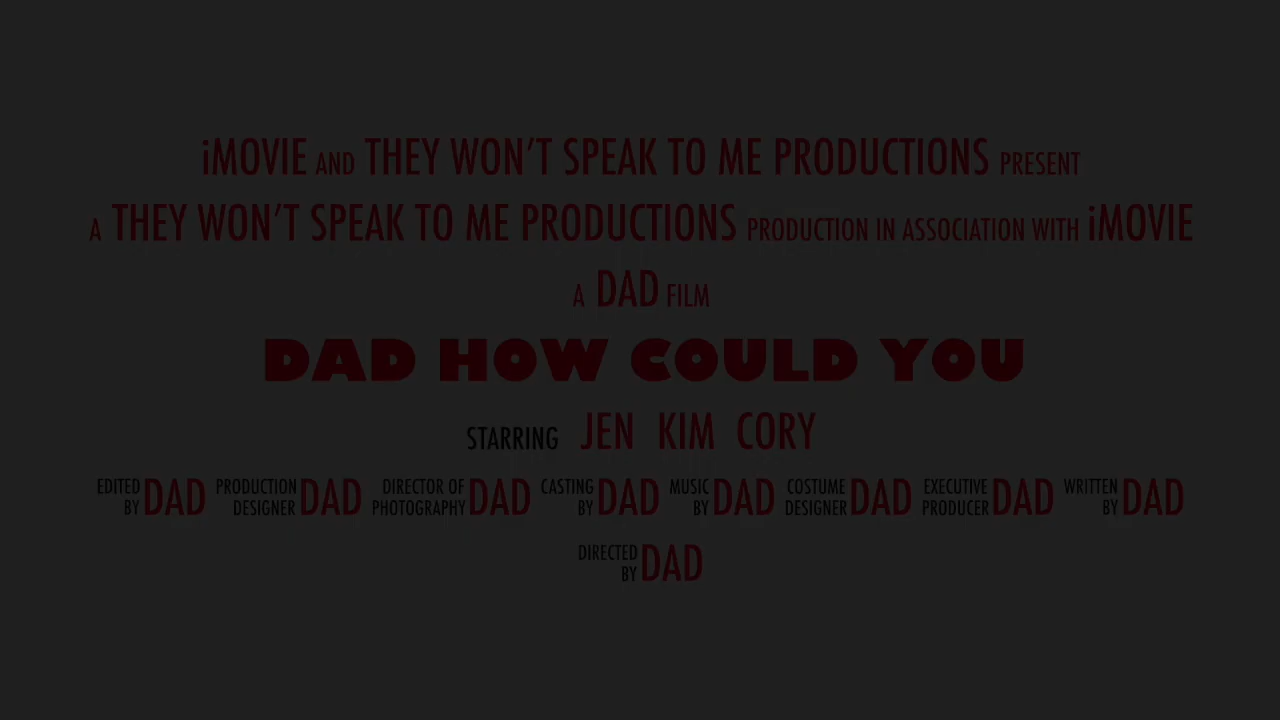 iMOVIE AND THEY WON'T SPEAK TO ME PRODUCTIONS PRESENT
A THEY WON'T SPEAK TO ME PRODUCTIONS PRODUCTION IN ASSOCIATION WITH iMOVIE
A DAD FILM
DAD HOW COULD YOU
STARRING JEN KIM CORY
EDITED BY DAD PRODUCTION DESIGNER DAD DIRECTOR OF PHOTOGRAPHY DAD CASTING BY DAD MUSIC BY DAD COSTUME DESIGNER DAD EXECUTIVE PRODUCER DAD WRITTEN BY DAD
DIRECTED BY DAD